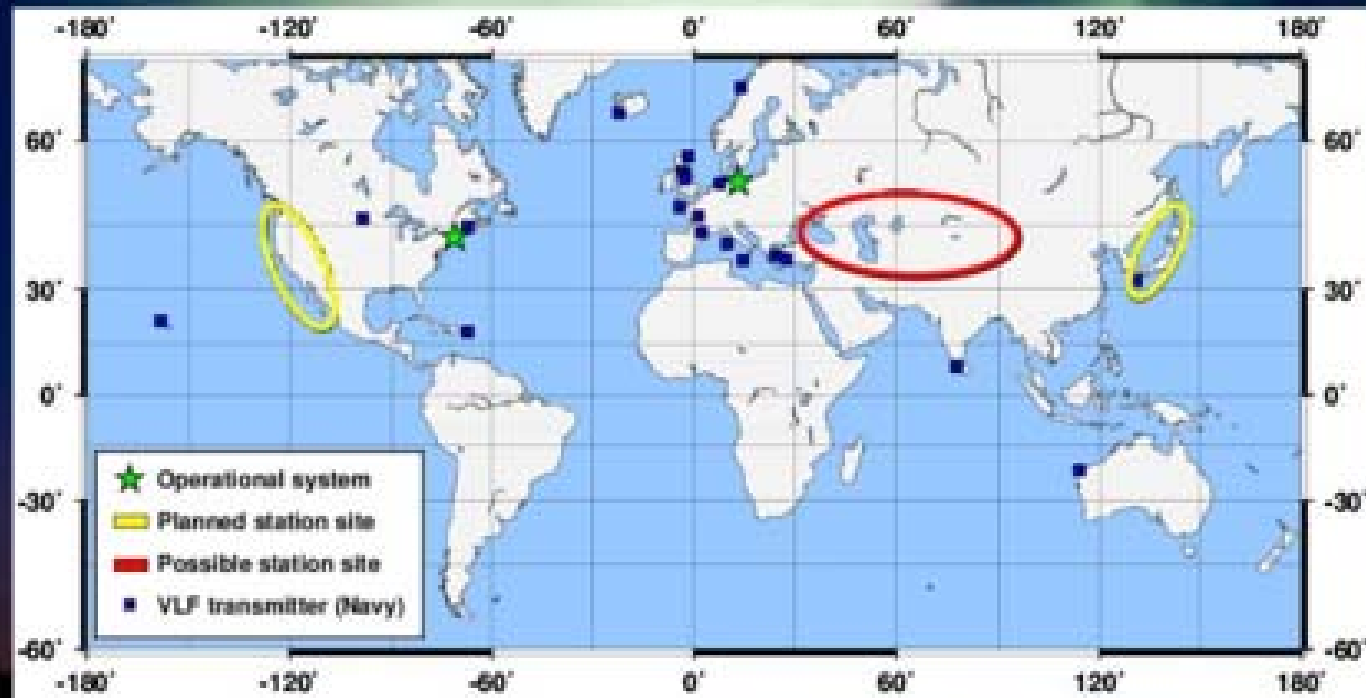 -180° -120° -60° 0° 60° 120° 180°
60° 60°
30° 30°
0° 0°
-30° -30°
-60° -60°
Operational system
Planned station site
Possible station site
VLF transmitter (Navy)
-180° -120° -60° 0° 60° 120° 180°